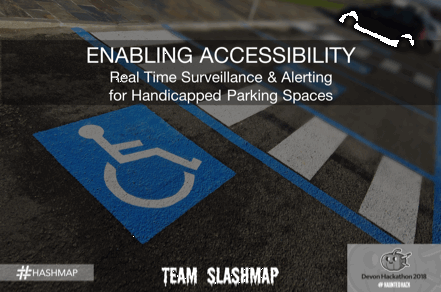 ENABLING ACCESSIBILITY
Real Time Surveillance & Alerting
for Handicapped Parking Spaces
#HASHMAP
TEAM SLASHMAP
Devon Hackathon 2018
#HAUNTEDHACK